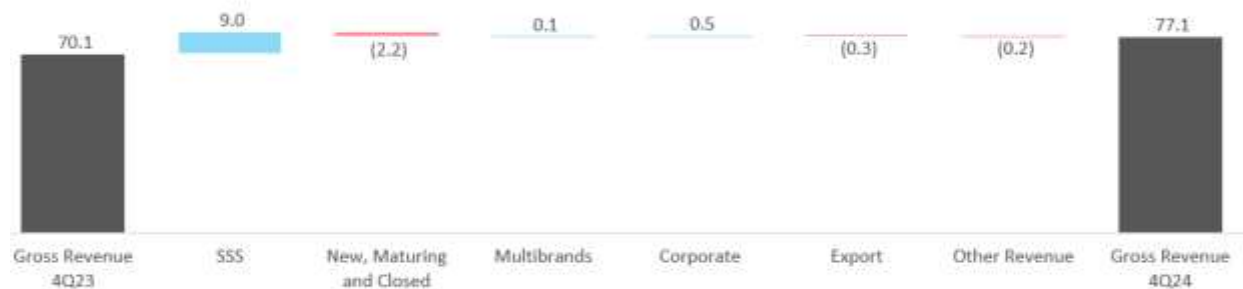 70.1
9.0
(2.2)
0.1
0.5
(0.3)
(0.2)
77.1
Gross Revenue
4Q23
SSS
New, Maturing
and Closed
Multibrands
Corporate
Export
Other Revenue
Gross Revenue
4Q24